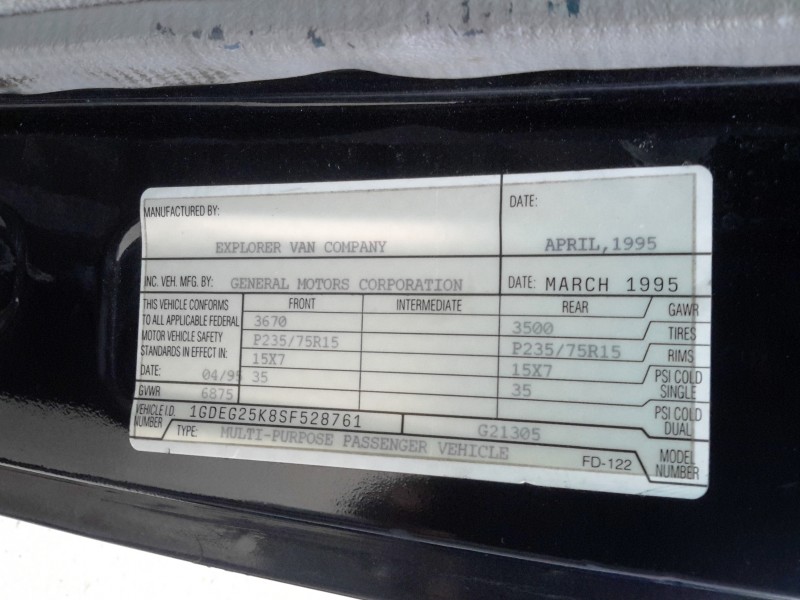 MANUFACTURED BY:
EXPLORER VAN COMPANY
DATE:
APRIL,1995
INC. VEH. MFG. BY: GENERAL MOTORS CORPORATION
DATE: MARCH 1995
THIS VEHICLE CONFORMS
TO ALL APPLICABLE FEDERAL
MOTOR VEHICLE SAFETY
STANDARDS IN EFFECT IN:
DATE: 04/95
GVWR 6875
FRONT INTERMEDIATE REAR GAWR
3670 3500 TIRES
P235/75R15 P235/75R15 RIMS
15X7 15X7 PSI COLD SINGLE
35 35 PSI COLD DUAL
VEHICLE I.D. NUMBER 1GDEG25K8SF528761 G21305
TYPE: MULTI-PURPOSE PASSENGER VEHICLE FD-122 MODEL NUMBER